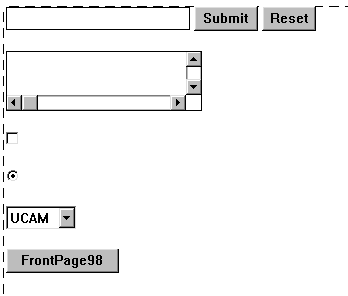 Submit Reset
UCAM
FrontPage98